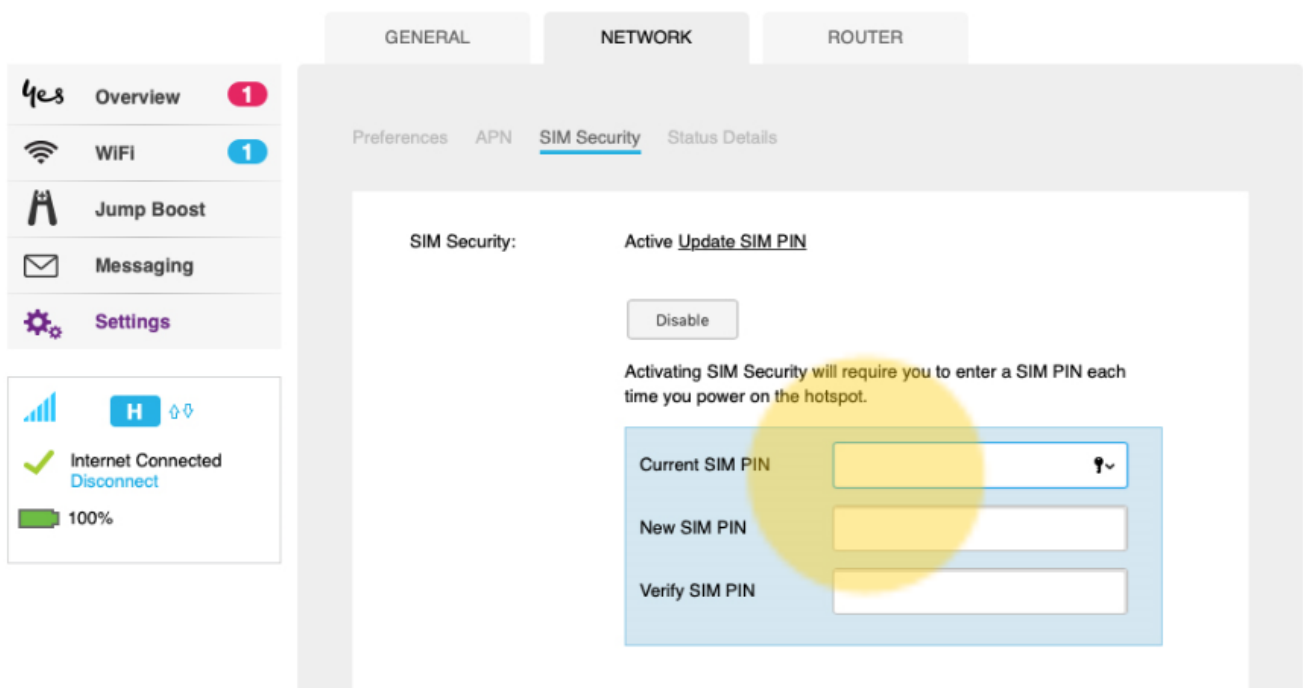 GENERAL NETWORK ROUTER
yes Overview 1
WiFi 1
Jump Boost
Messaging
Settings
H
Internet Connected
Disconnect
100%
Preferences APN SIM Security Status Details
SIM Security: Active Update SIM PIN
Disable
Activating SIM Security will require you to enter a SIM PIN each
time you power on the hotspot.
Current SIM PIN
New SIM PIN
Verify SIM PIN